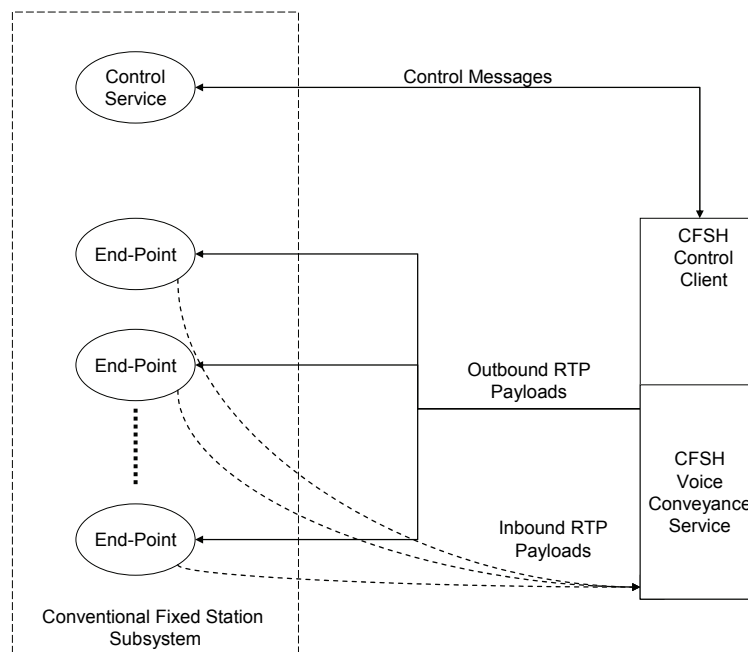 Control
Service
Control Messages
End-Point
CFSH
Control
Client
End-Point
Outbound RTP
Payloads
CFSH
Voice
Conveyance
Service
End-Point
Inbound RTP
Payloads
Conventional Fixed Station
Subsystem